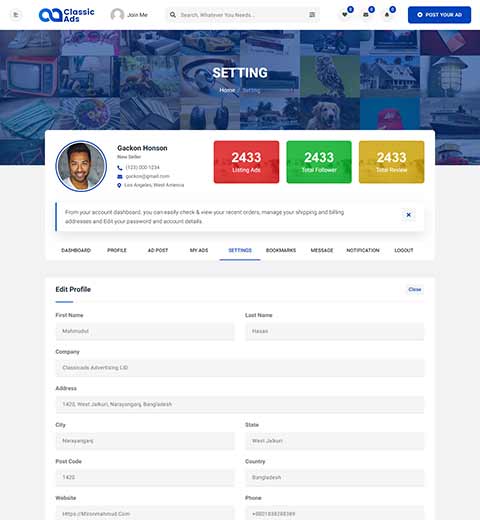 Classic
Ads
Join Me
Search, Whatever You Needs...
0
0
0
POST YOUR AD
SETTING
Home / Setting
Gackon Honson
New Seller
(123) 000-1234
gackon@gmail.com
Los Angeles, West America
2433
Listing Ads
2433
Total Follower
2433
Total Review
From your account dashboard, you can easily check & view your recent orders, manage your shipping and billing
addresses and Edit your password and account details.
DASHBOARD PROFILE AD POST MY ADS SETTINGS BOOKMARKS MESSAGE NOTIFICATION LOGOUT
Edit Profile
Close
First Name
Last Name
Mahmudul
Hasan
Company
Classicads Advertising LTD
Address
1420, West Jalkuri, Narayanganj, Bangladesh
City
State
Narayanganj
West Jalkuri
Post Code
Country
1420
Bangladesh
Website
Phone
Https://Mironmahmud.Com
+8801838288389